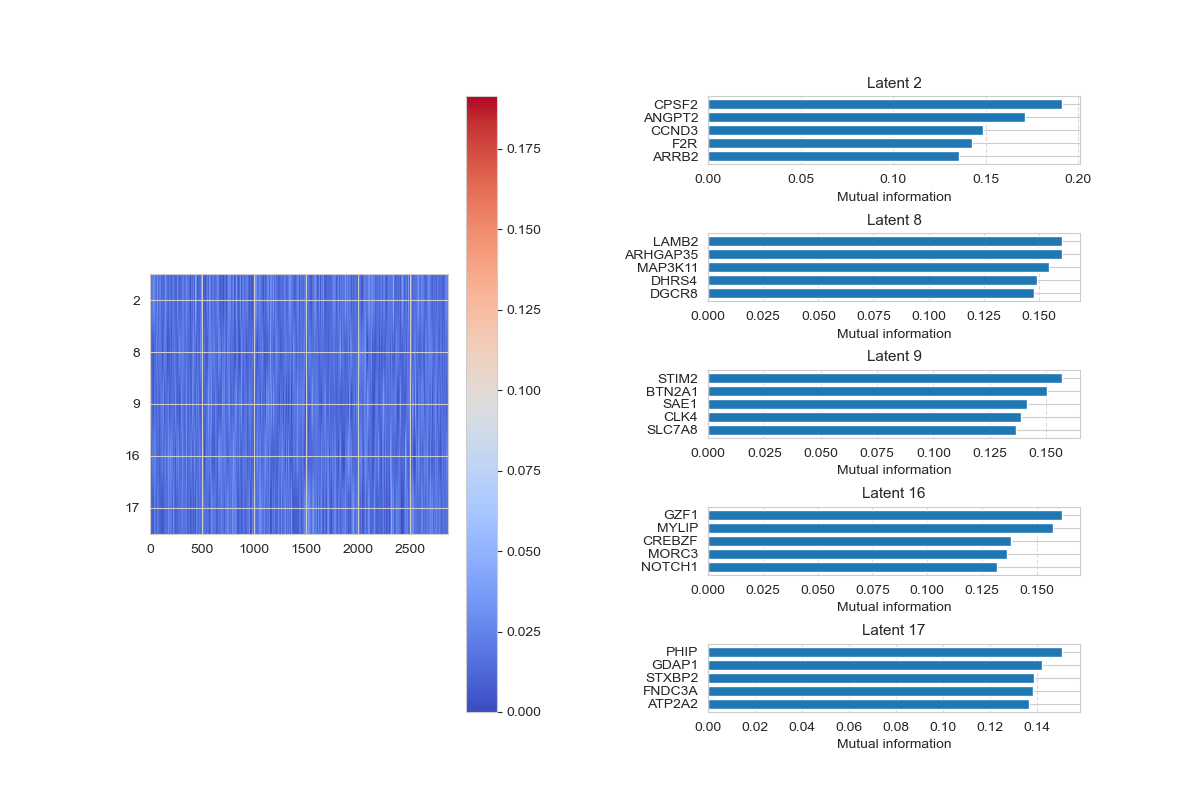 2
8
9
16
17
0 500 1000 1500 2000 2500
0.175
0.150
0.125
0.100
0.075
0.050
0.025
0.000
Latent 2
CPSF2
ANGPT2
CCND3
F2R
ARRB2
0.00 0.05 0.10 0.15 0.20
Mutual information
Latent 8
LAMB2
ARHGAP35
MAP3K11
DHRS4
DGCR8
0.000 0.025 0.050 0.075 0.100 0.125 0.150
Mutual information
Latent 9
STIM2
BTN2A1
SAE1
CLK4
SLC7A8
0.000 0.025 0.050 0.075 0.100 0.125 0.150
Mutual information
Latent 16
GZF1
MYLIP
CREBZF
MORC3
NOTCH1
0.000 0.025 0.050 0.075 0.100 0.125 0.150
Mutual information
Latent 17
PHIP
GDAP1
STXBP2
FNDC3A
ATP2A2
0.00 0.02 0.04 0.06 0.08 0.10 0.12 0.14
Mutual information